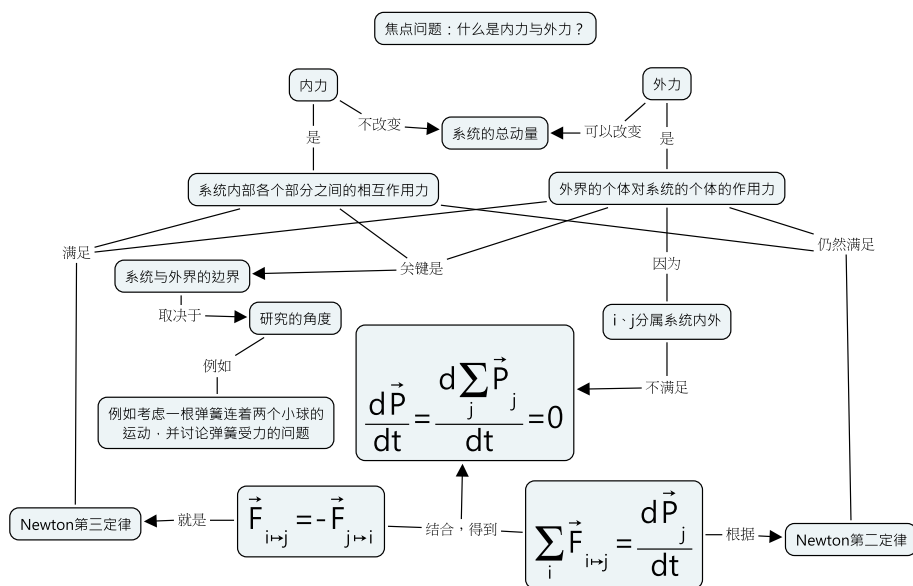 焦点问题：什么是内力与外力？
内力
外力
不改变
系统的总动量
可以改变
是
是
系统内部各个部分之间的相互作用力
外界的个体对系统的个体的作用力
满足
仍然满足
关键是
因为
系统与外界的边界
取决于
研究的角度
i、j分属系统内外
例如
不满足
例如考虑一根弹簧连着两个小球的
运动，并讨论弹簧受力的问题
dP⃗/dt = d∑_j P⃗_j/dt = 0
Newton第三定律
就是
F⃗_{i↦j} = -F⃗_{j↦i}
结合，得到
∑_i F⃗_{i↦j} = dP⃗_j/dt
根据
Newton第二定律